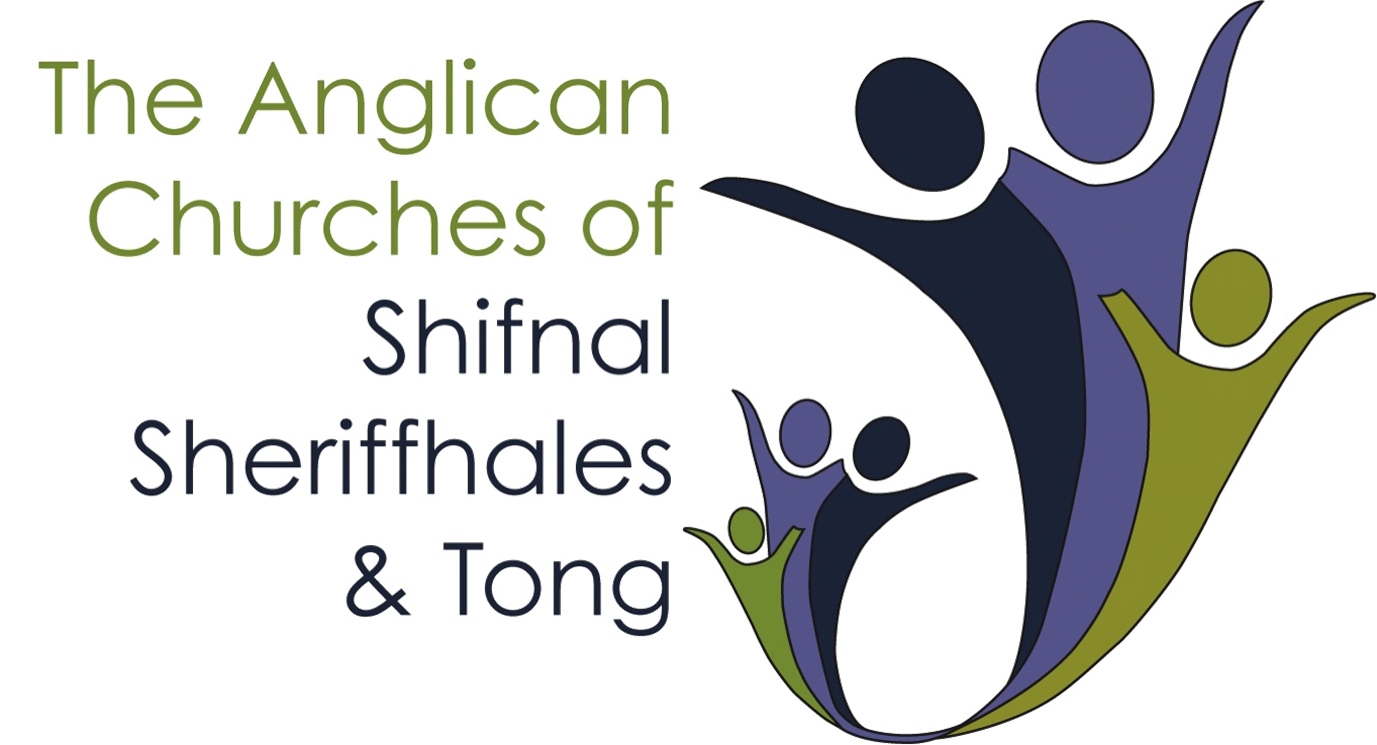 The Anglican
Churches of
Shifnal
Sheriffhales
& Tong